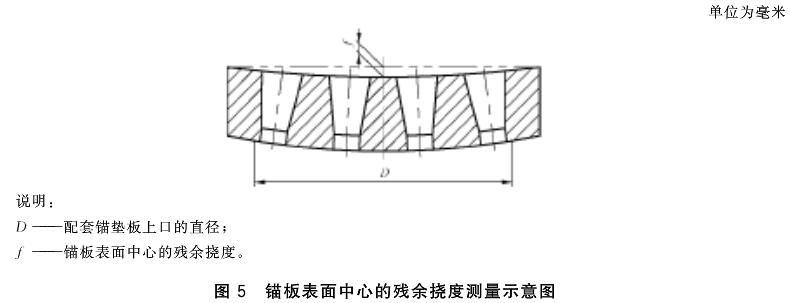 单位为毫米
f
D
说明：
D ——配套锚垫板上口的直径；
f ——锚板表面中心的残余挠度。
图 5 锚板表面中心的残余挠度测量示意图